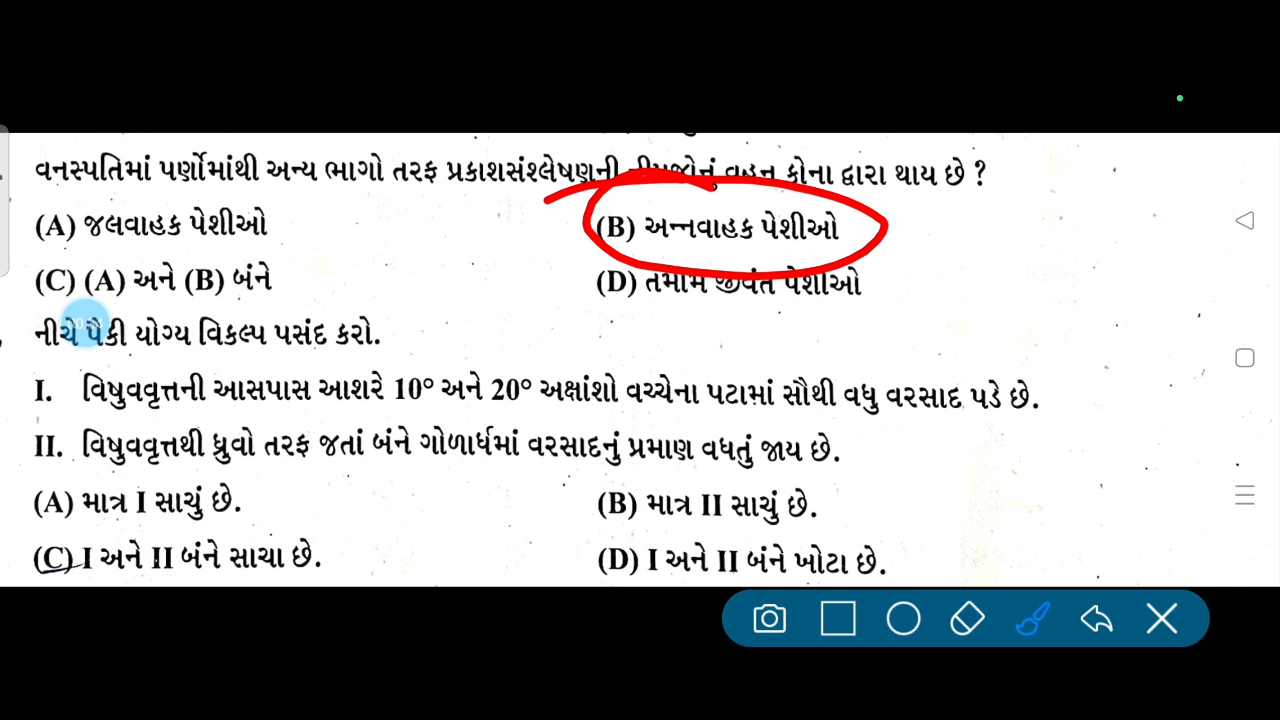 વનસ્પતિમાં પર્ણોમાંથી અન્ય ભાગો તરફ પ્રકાશસંશ્લેષણની નીપજોનું વહન કોના દ્વારા થાય છે ?
(A) જલવાહક પેશીઓ (B) અન્નવાહક પેશીઓ
(C) (A) અને (B) બંને (D) તમામ જીવંત પેશીઓ
નીચે પૈકી યોગ્ય વિકલ્પ પસંદ કરો.
I. વિષુવવૃત્તની આસપાસ આશરે 10° અને 20° અક્ષાંશો વચ્ચેના પટામાં સૌથી વધુ વરસાદ પડે છે.
II. વિષુવવૃત્તથી ધ્રુવો તરફ જતાં બંને ગોળાર્ધમાં વરસાદનું પ્રમાણ વધતું જાય છે.
(A) માત્ર I સાચું છે. (B) માત્ર II સાચું છે.
(C) I અને II બંને સાચા છે. (D) I અને II બંને ખોટા છે.